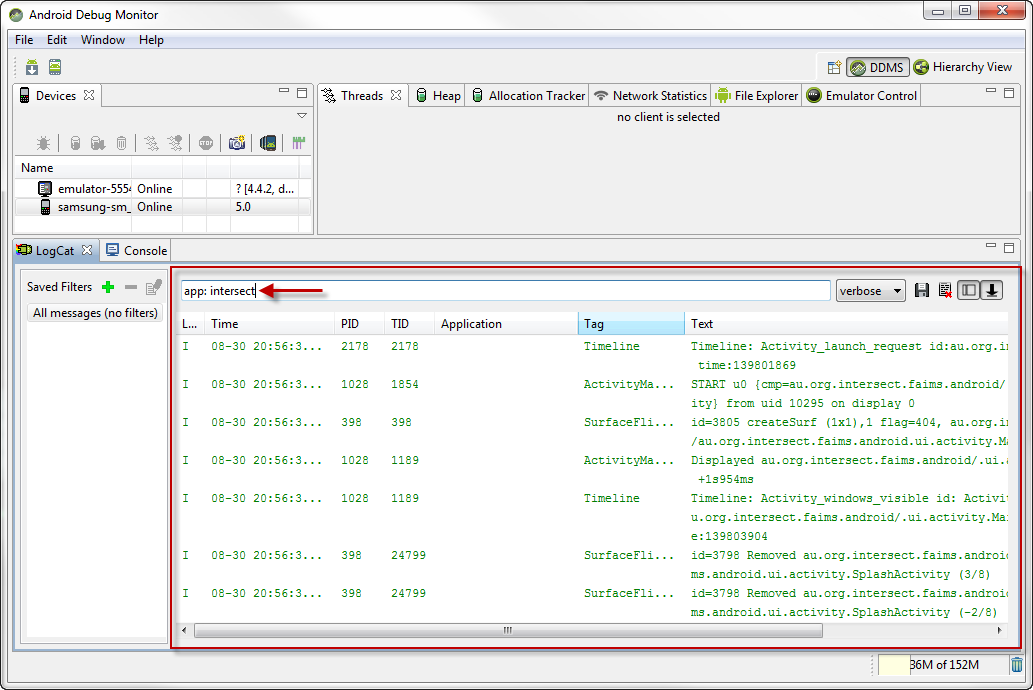 Android Debug Monitor
File Edit Window Help
DDMS Hierarchy View
Devices
Threads Heap Allocation Tracker Network Statistics File Explorer Emulator Control
no client is selected
Name
emulator-5554 Online ? [4.4.2, d...
samsung-sm_ Online 5.0
LogCat Console
Saved Filters
All messages (no filters)
app: intersect
verbose
L... Time PID TID Application Tag Text
I 08-30 20:56:3... 2178 2178 Timeline Timeline: Activity_launch_request id:au.org.in
time:139801869
I 08-30 20:56:3... 1028 1854 ActivityMa... START u0 {cmp=au.org.intersect.faims.android/
ity} from uid 10295 on display 0
I 08-30 20:56:3... 398 398 SurfaceFli... id=3805 createSurf (1x1),1 flag=404, au.org.in
/au.org.intersect.faims.android.ui.activity.Ma
I 08-30 20:56:3... 1028 1189 ActivityMa... Displayed au.org.intersect.faims.android/.ui.a
+1s954ms
I 08-30 20:56:3... 1028 1189 Timeline Timeline: Activity_windows_visible id: Activi
u.org.intersect.faims.android/.ui.activity.Mai
e:139803904
I 08-30 20:56:3... 398 24799 SurfaceFli... id=3798 Removed au.org.intersect.faims.androi
ms.android.ui.activity.SplashActivity (3/8)
I 08-30 20:56:3... 398 24799 SurfaceFli... id=3798 Removed au.org.intersect.faims.androi
ms.android.ui.activity.SplashActivity (-2/8)
36M of 152M